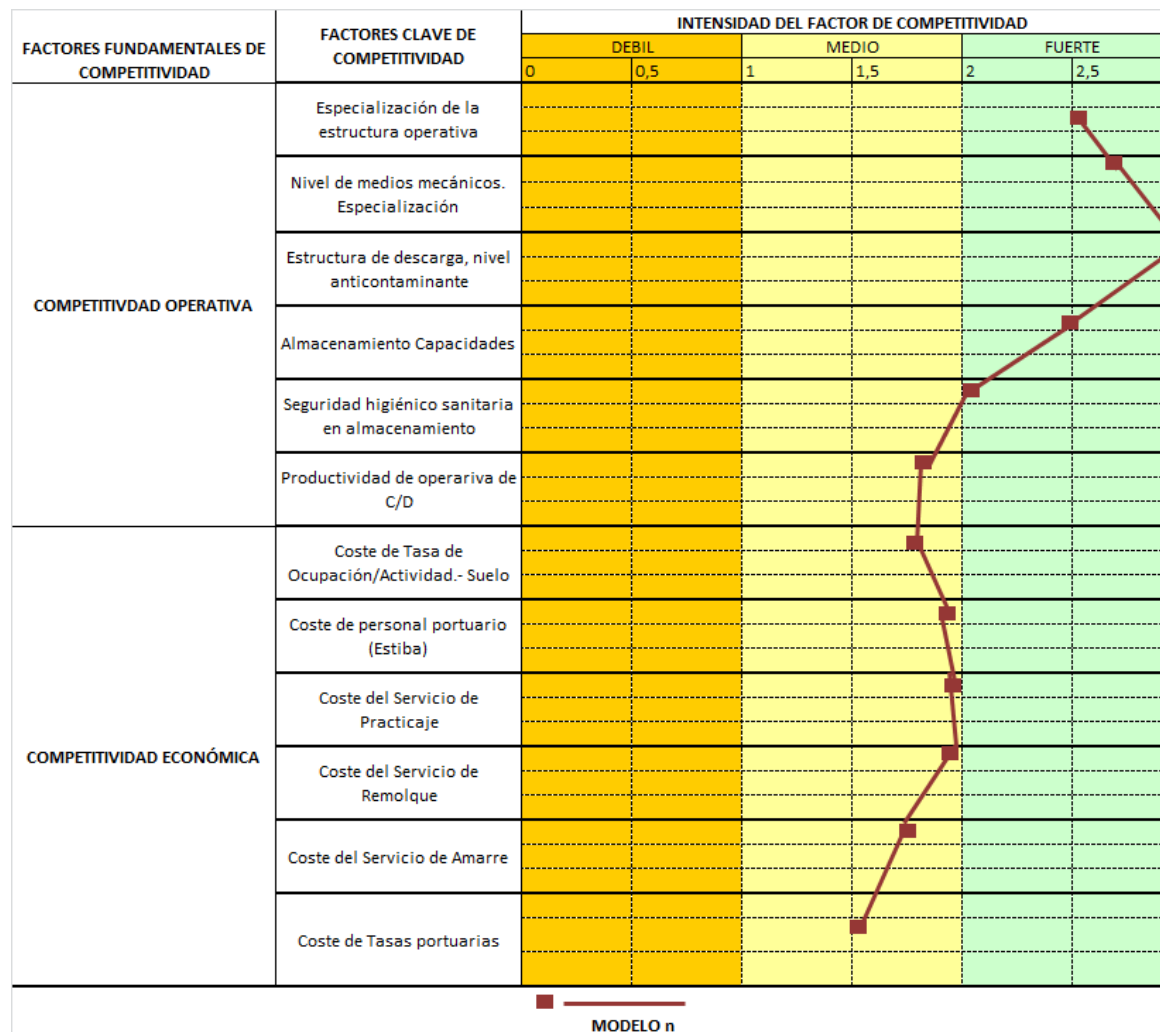 FACTORES FUNDAMENTALES DE
COMPETITIVIDAD
FACTORES CLAVE DE
COMPETITIVIDAD
INTENSIDAD DEL FACTOR DE COMPETITIVIDAD
DEBIL
MEDIO
FUERTE
0
0,5
1
1,5
2
2,5
COMPETITIVDAD OPERATIVA
Especialización de la
estructura operativa
Nivel de medios mecánicos.
Especialización
Estructura de descarga, nivel
anticontaminante
Almacenamiento Capacidades
Seguridad higiénico sanitaria
en almacenamiento
Productividad de operariva de
C/D
COMPETITIVIDAD ECONÓMICA
Coste de Tasa de
Ocupación/Actividad.- Suelo
Coste de personal portuario
(Estiba)
Coste del Servicio de
Practicaje
Coste del Servicio de
Remolque
Coste del Servicio de Amarre
Coste de Tasas portuarias
MODELO n